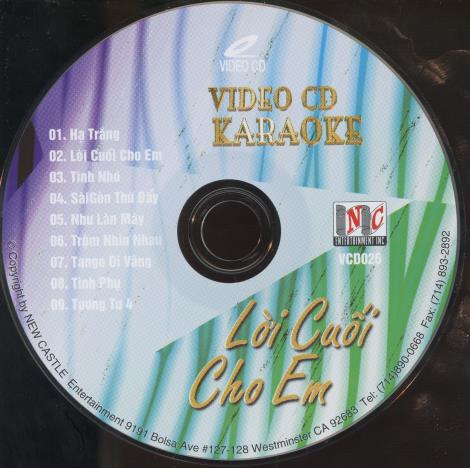 VIDEO CD
VIDEO CD
KARAOKE
01. Hạ Trắng
02. Lời Cuối Cho Em
03. Tình Nhớ
04. SàiGòn Thứ Bảy
05. Như Làn Mây
06. Trộm Nhìn Nhau
07. Tango Dĩ Vãng
08. Tình Phụ
09. Tương Tư 4
NC
ENTERTAINMENT INC
VCD026
Lời Cuối
Cho Em
© Copyright by NEW CASTLE Entertainment 9191 Bolsa Ave #127-128 Westminster CA 92683 Tel: (714)890-0668 Fax: (714) 893-2892